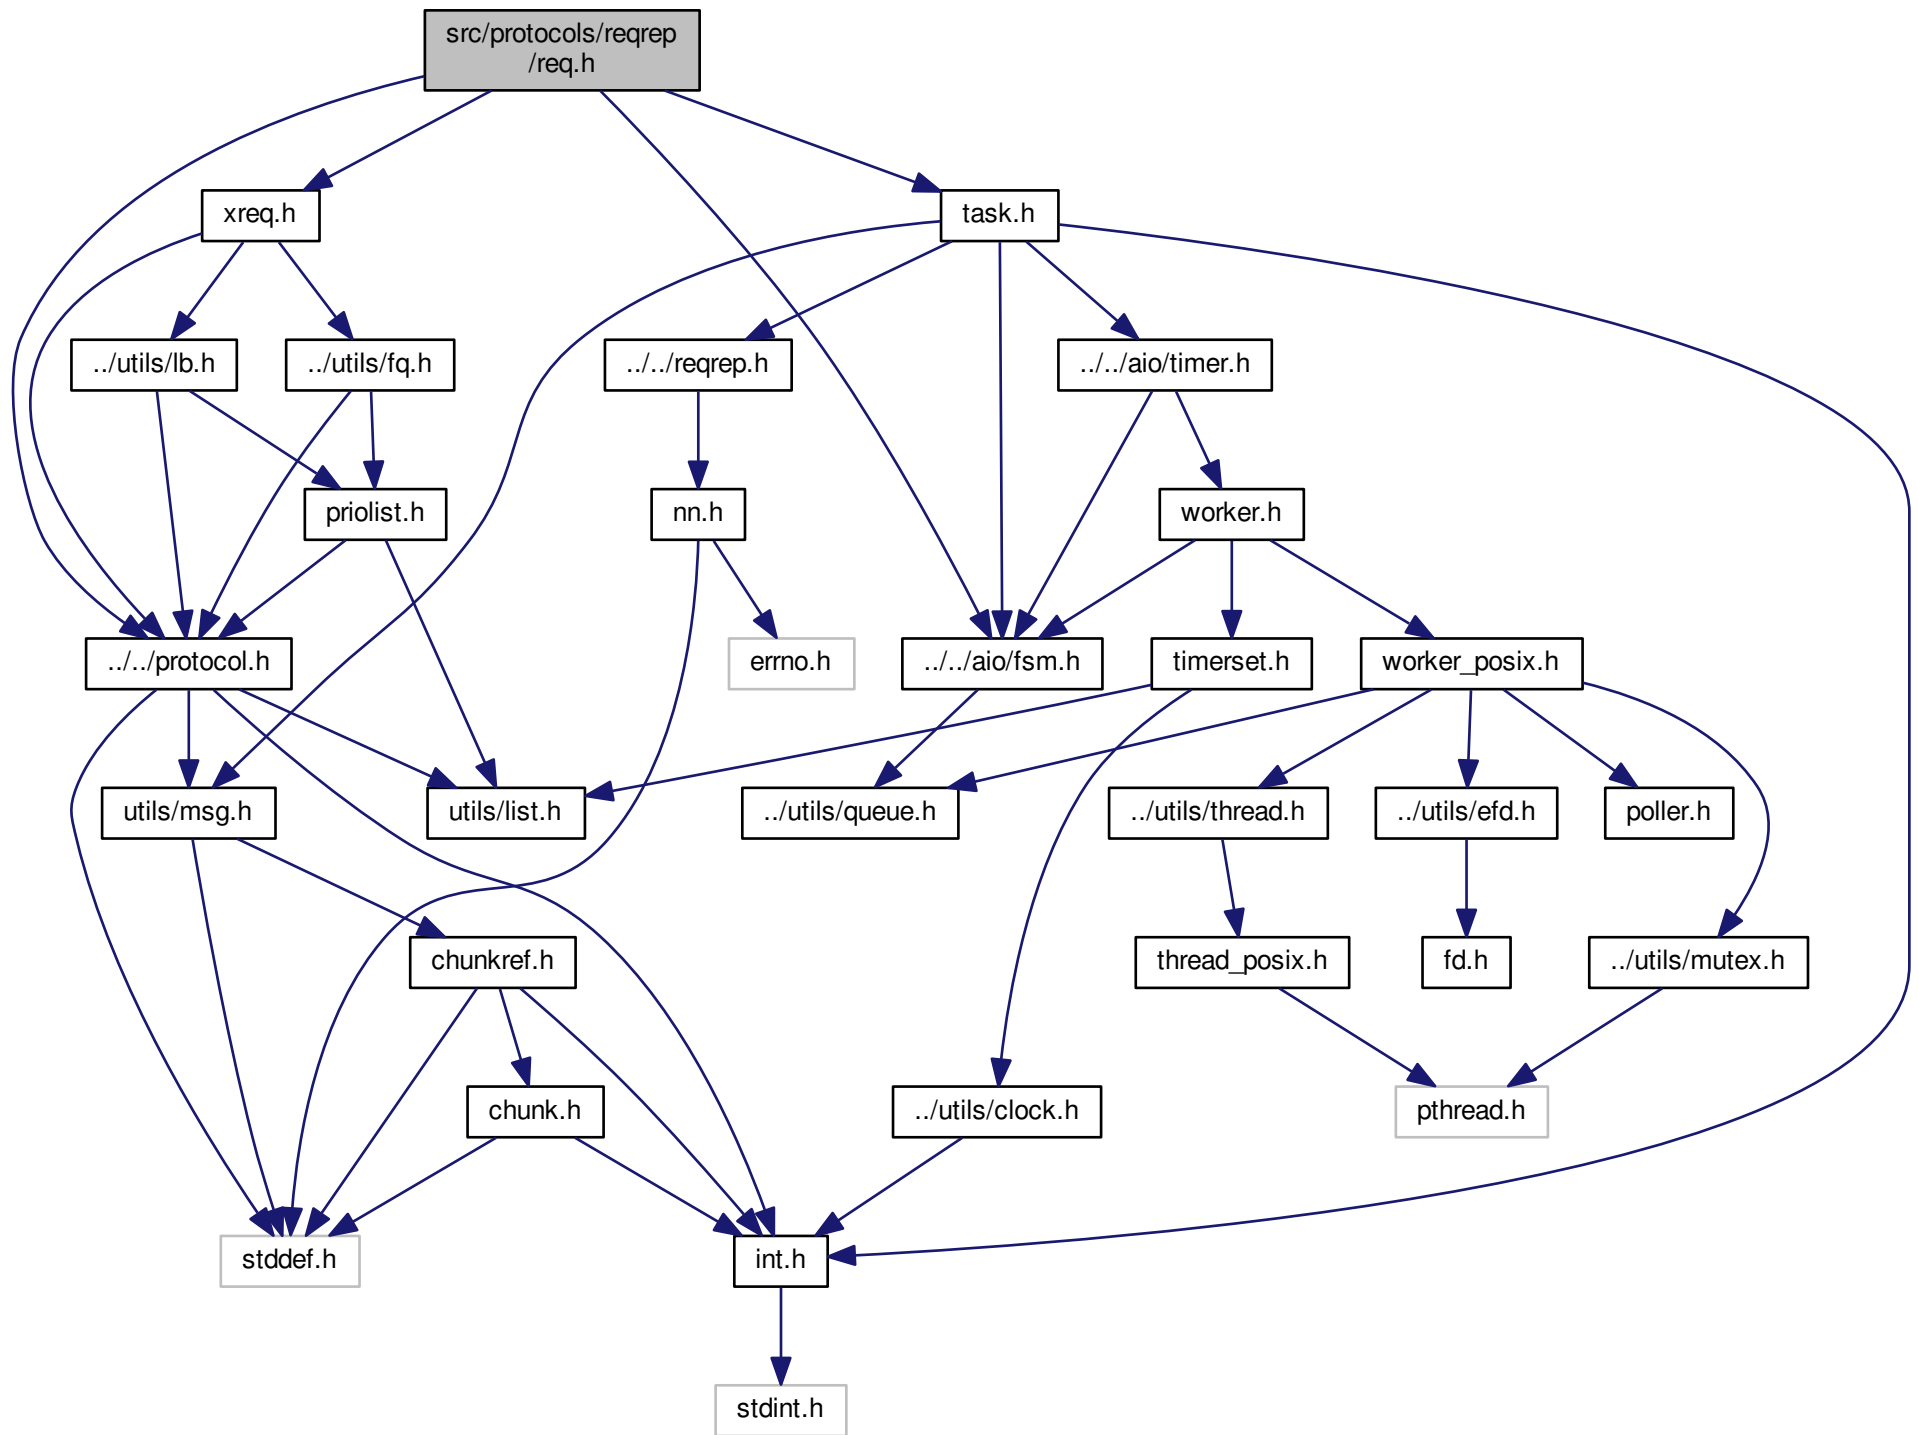 src/protocols/reqrep
/req.h
xreq.h
task.h
../utils/lb.h
../utils/fq.h
../../reqrep.h
../../aio/timer.h
priolist.h
nn.h
worker.h
../../protocol.h
errno.h
../../aio/fsm.h
timerset.h
worker_posix.h
utils/msg.h
utils/list.h
../utils/queue.h
../utils/thread.h
../utils/efd.h
poller.h
chunkref.h
thread_posix.h
fd.h
../utils/mutex.h
chunk.h
../utils/clock.h
pthread.h
stddef.h
int.h
stdint.h